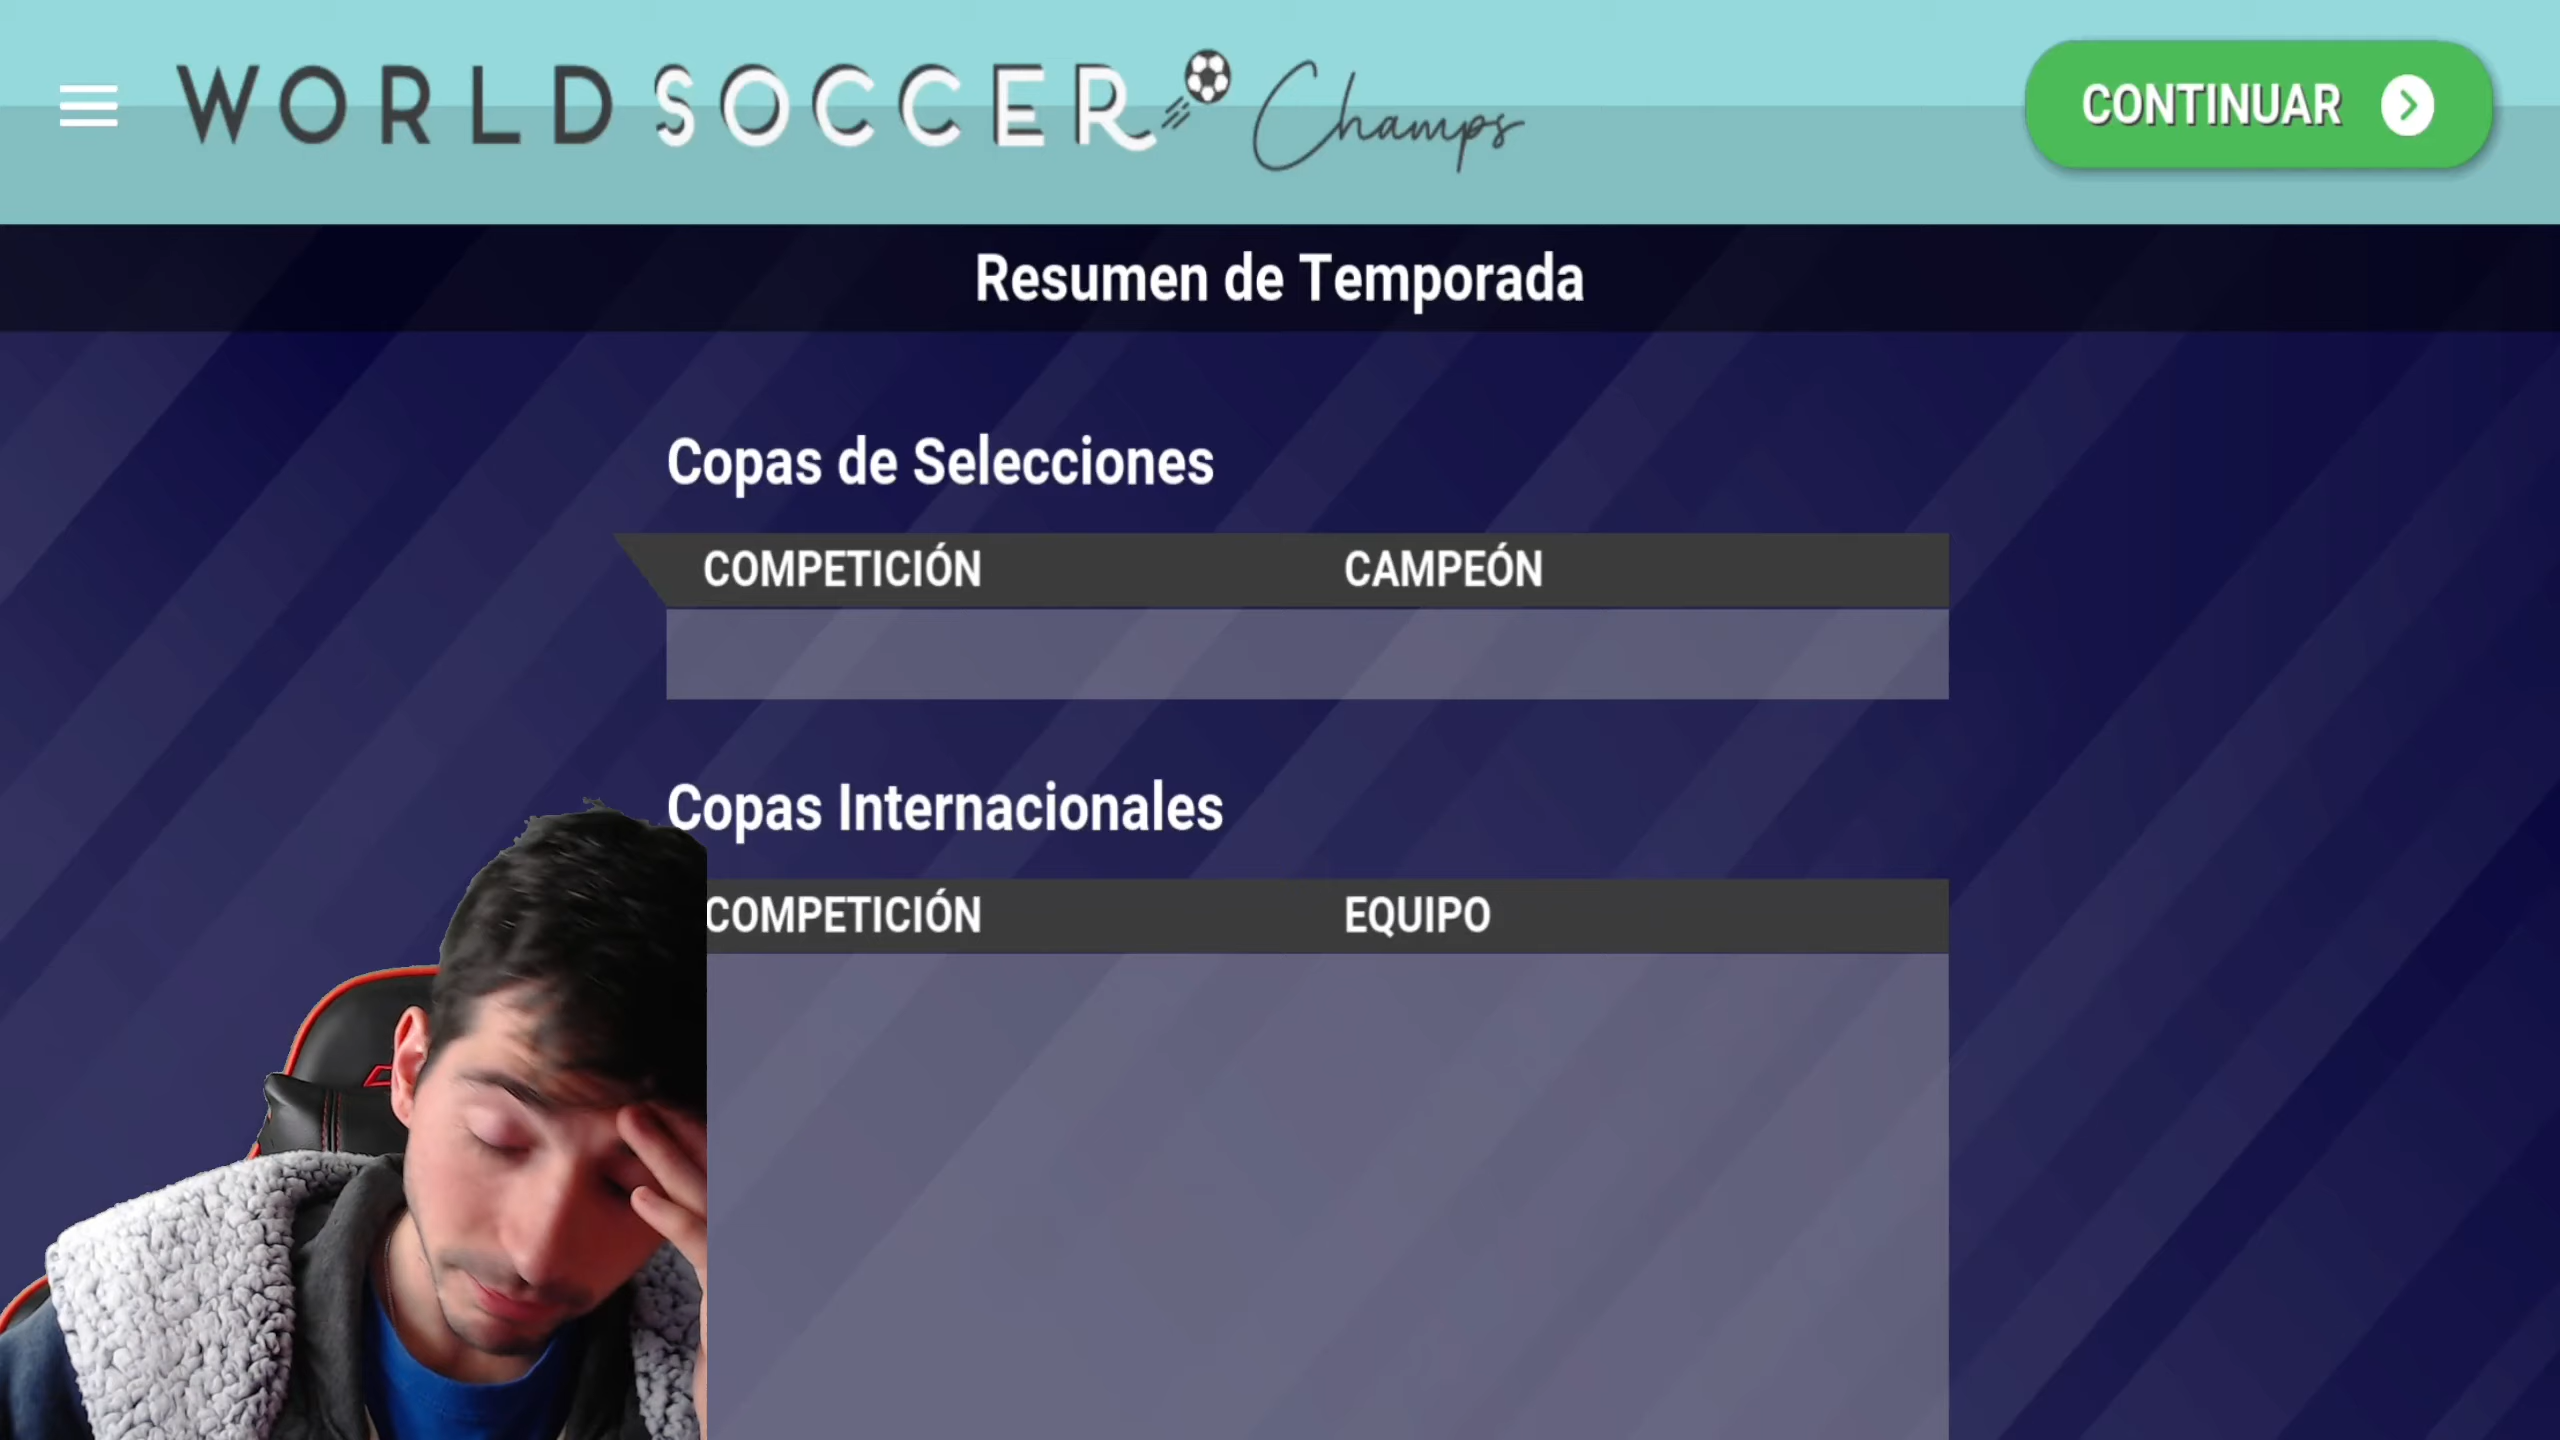 WORLD SOCCER Champs
CONTINUAR
Resumen de Temporada
Copas de Selecciones
COMPETICIÓN CAMPEÓN
Copas Internacionales
COMPETICIÓN EQUIPO